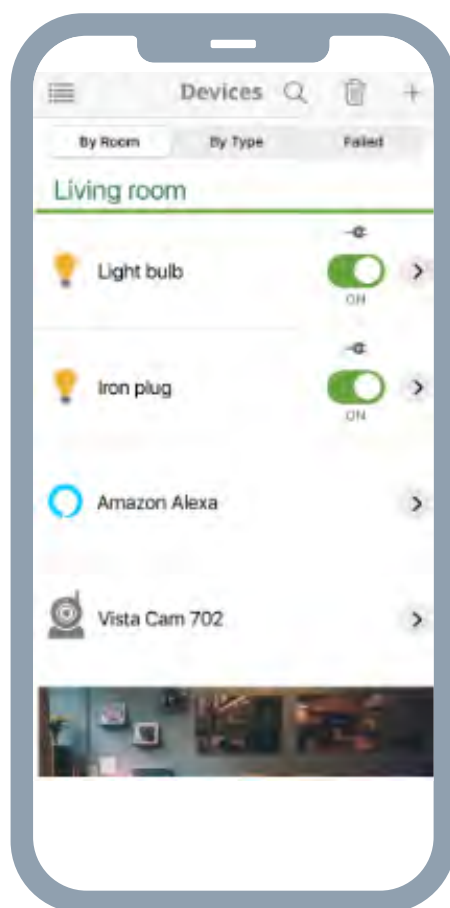 Devices
By Room By Type Failed
Living room
Light bulb
ON
Iron plug
ON
Amazon Alexa
Vista Cam 702